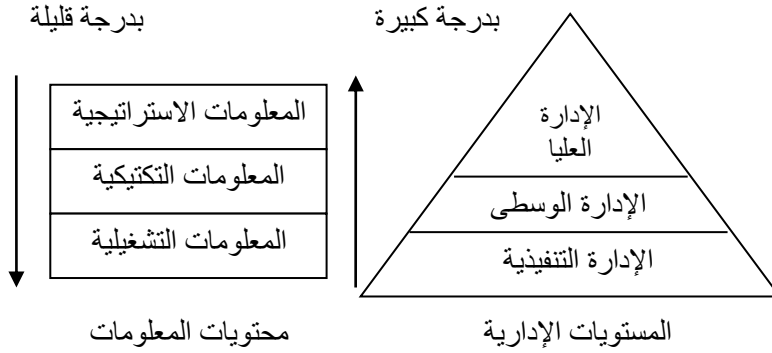 بدرجة كبيرة
بدرجة قليلة
الإدارة
العليا
الإدارة الوسطى
الإدارة التنفيذية
المعلومات الاستراتيجية
المعلومات التكتيكية
المعلومات التشغيلية
المستويات الإدارية
محتويات المعلومات